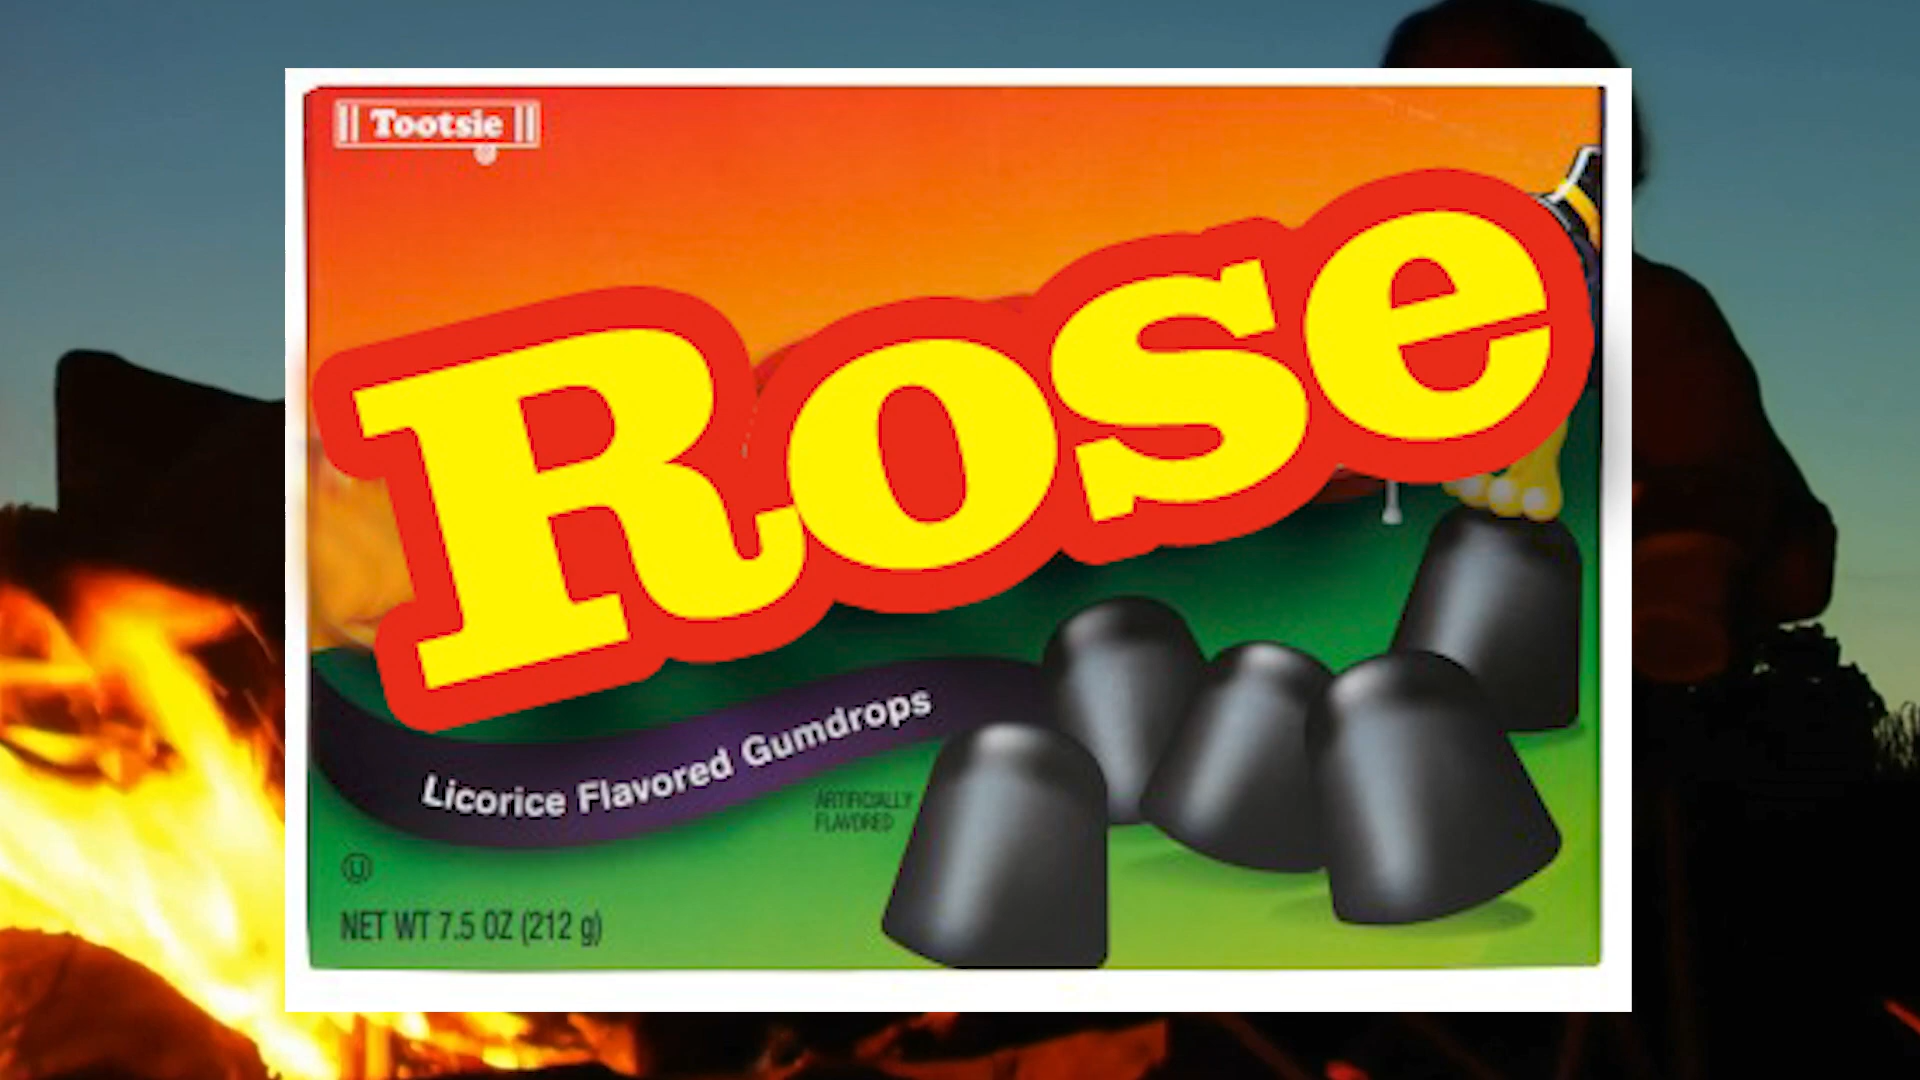 Tootsie
Rose
Licorice Flavored Gumdrops
ARTIFICIALLY
FLAVORED
U
NET WT 7.5 OZ (212 g)